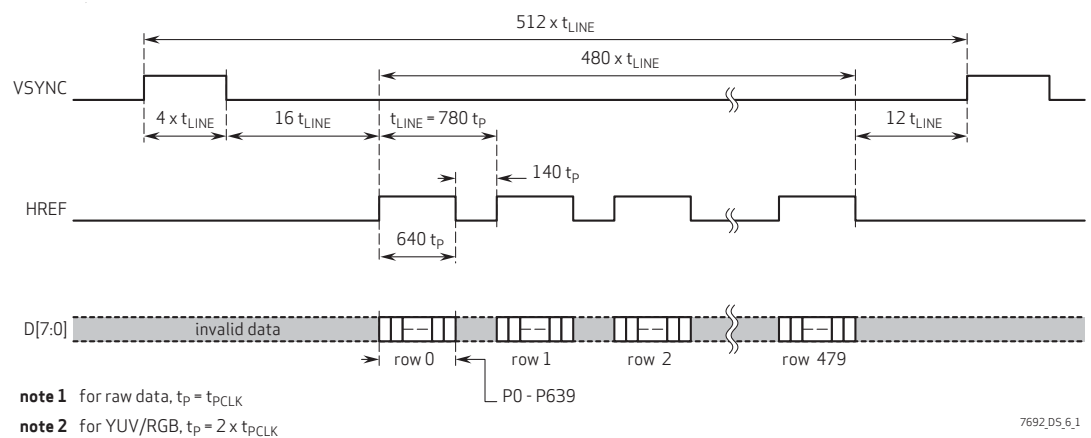 512 x tLINE
480 x tLINE
VSYNC
4 x tLINE
16 tLINE
tLINE = 780 tP
12 tLINE
140 tP
HREF
640 tP
D[7:0]
invalid data
row 0
row 1
row 2
row 479
P0 - P639
note 1 for raw data, tP = tPCLK
note 2 for YUV/RGB, tP = 2 x tPCLK
7692_DS_6_1